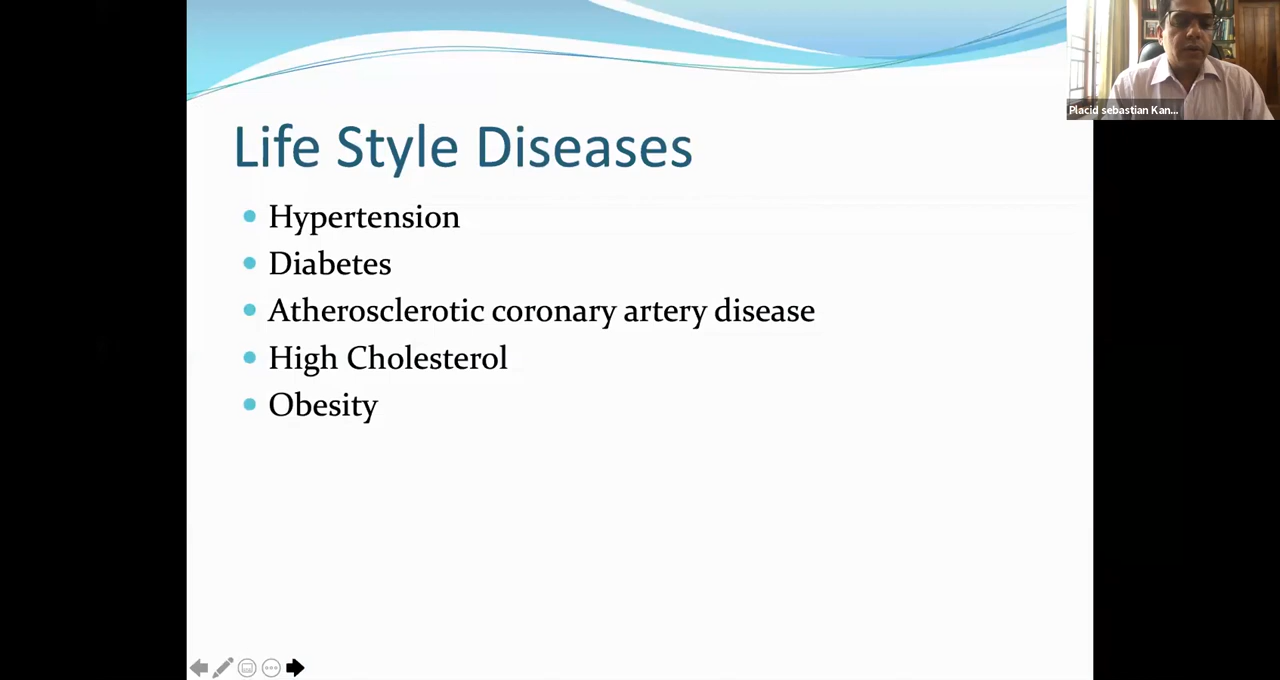 Placid sebastian Kan...
Life Style Diseases
Hypertension
Diabetes
Atherosclerotic coronary artery disease
High Cholesterol
Obesity